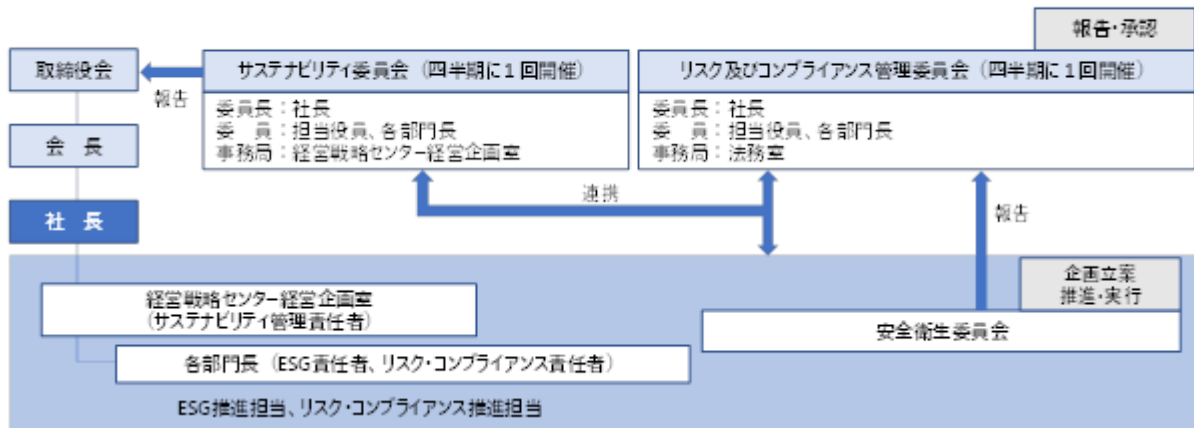 報告・承認
取締役会
サステナビリティ委員会（四半期に１回開催）
リスク及びコンプライアンス管理委員会（四半期に１回開催）
報告
委員長：社長
委　員：担当役員、各部門長
事務局：経営戦略センター経営企画室
委員長：社長
委　員：担当役員、各部門長
事務局：法務室
会　長
連携
社　長
報告
企画立案
推進・実行
経営戦略センター経営企画室
（サステナビリティ管理責任者）
安全衛生委員会
各部門長（ESG責任者、リスク・コンプライアンス責任者）
ESG推進担当、リスク・コンプライアンス推進担当